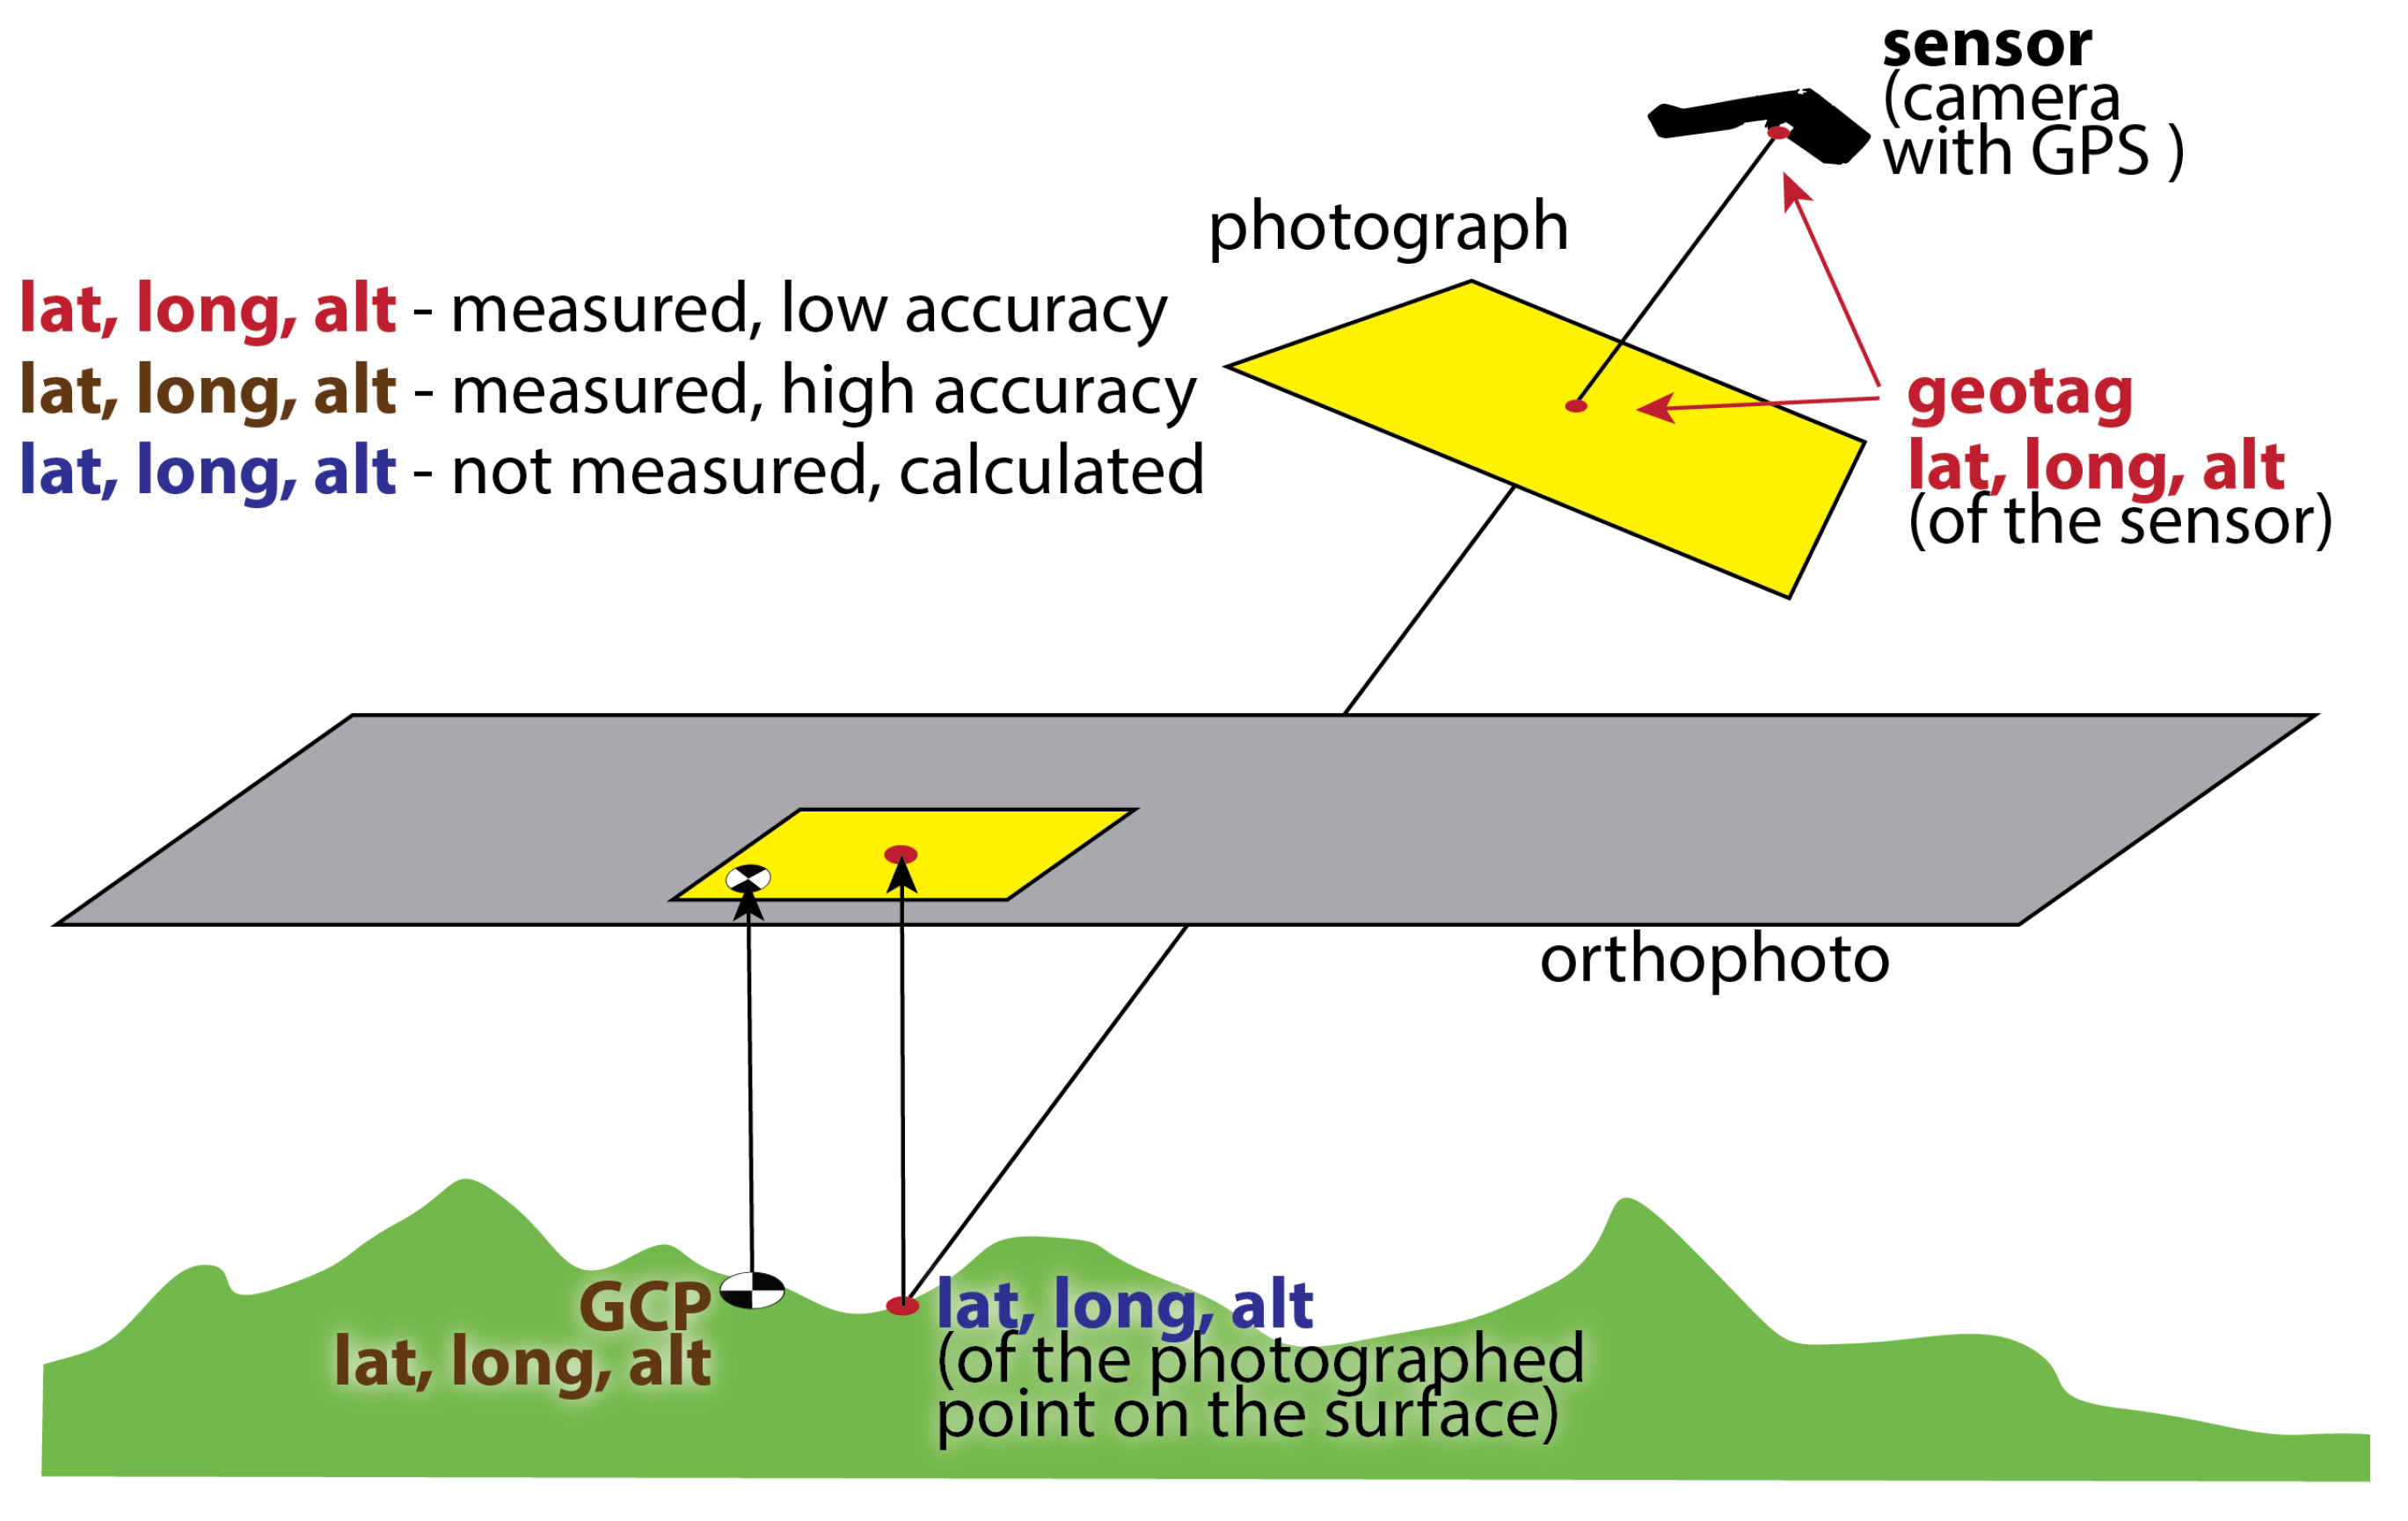 sensor
(camera
with GPS )
photograph
lat, long, alt - measured, low accuracy
lat, long, alt - measured, high accuracy
lat, long, alt - not measured, calculated
geotag
lat, long, alt
(of the sensor)
orthophoto
GCP
lat, long, alt
lat, long, alt
(of the photographed
point on the surface)